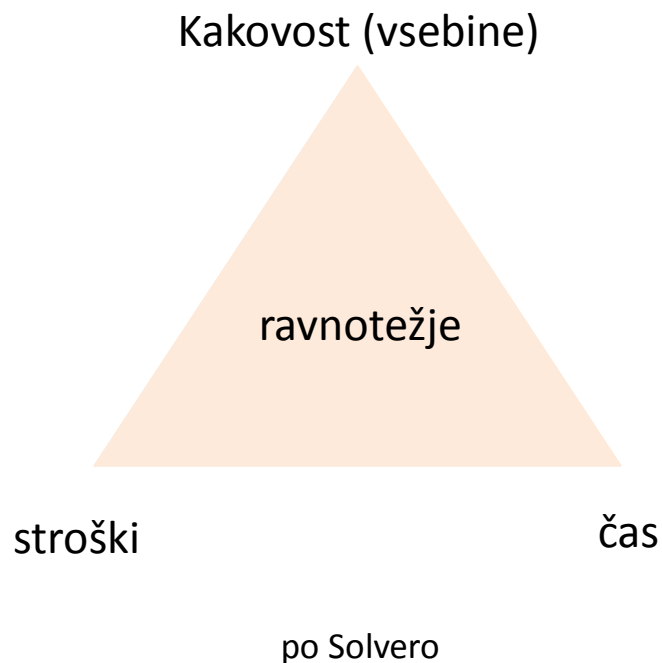 Kakovost (vsebine)
ravnotežje
stroški
čas
po Solvero